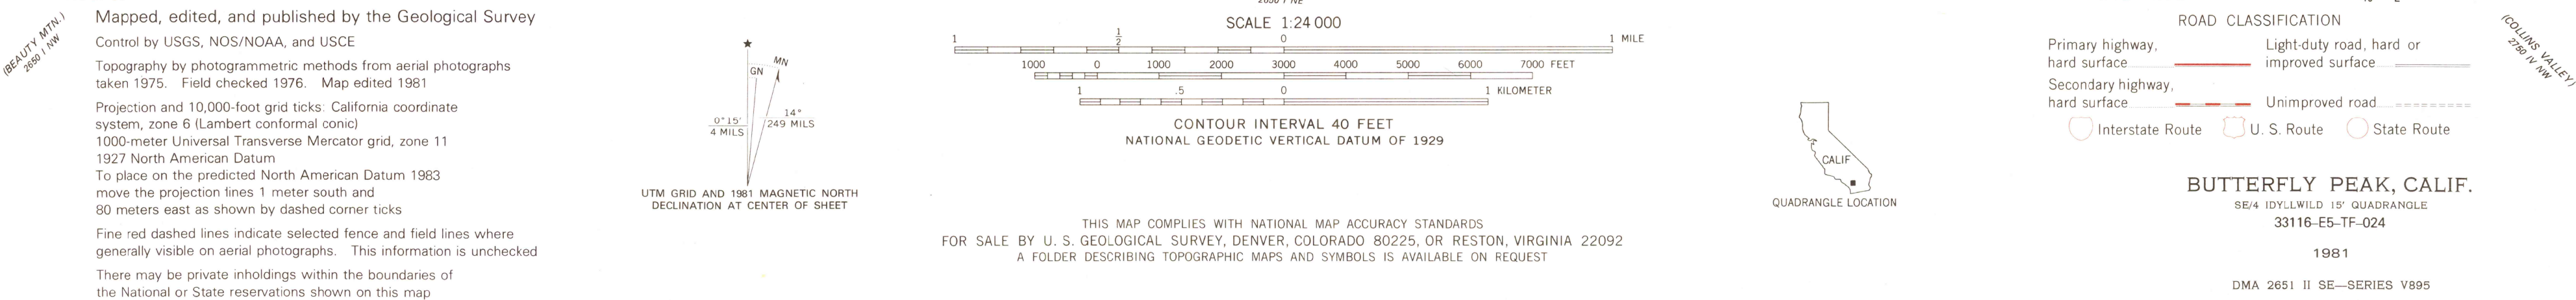 (BEAUTY MTN.)
2650 I NW
Mapped, edited, and published by the Geological Survey
Control by USGS, NOS/NOAA, and USCE
Topography by photogrammetric methods from aerial photographs
taken 1975. Field checked 1976. Map edited 1981
Projection and 10,000-foot grid ticks: California coordinate
system, zone 6 (Lambert conformal conic)
1000-meter Universal Transverse Mercator grid, zone 11
1927 North American Datum
To place on the predicted North American Datum 1983
move the projection lines 1 meter south and
80 meters east as shown by dashed corner ticks
Fine red dashed lines indicate selected fence and field lines where
generally visible on aerial photographs. This information is unchecked
There may be private inholdings within the boundaries of
the National or State reservations shown on this map
★
GN
MN
0°15'
4 MILS
14°
249 MILS
UTM GRID AND 1981 MAGNETIC NORTH
DECLINATION AT CENTER OF SHEET
2650 I NE
SCALE 1:24 000
1 ½ 0 1 MILE
1000 0 1000 2000 3000 4000 5000 6000 7000 FEET
1 .5 0 1 KILOMETER
CONTOUR INTERVAL 40 FEET
NATIONAL GEODETIC VERTICAL DATUM OF 1929
THIS MAP COMPLIES WITH NATIONAL MAP ACCURACY STANDARDS
FOR SALE BY U. S. GEOLOGICAL SURVEY, DENVER, COLORADO 80225, OR RESTON, VIRGINIA 22092
A FOLDER DESCRIBING TOPOGRAPHIC MAPS AND SYMBOLS IS AVAILABLE ON REQUEST
CALIF
QUADRANGLE LOCATION
ROAD CLASSIFICATION
Primary highway,
hard surface
Light-duty road, hard or
improved surface
Secondary highway,
hard surface
Unimproved road
Interstate Route U. S. Route State Route
BUTTERFLY PEAK, CALIF.
SE/4 IDYLLWILD 15' QUADRANGLE
33116-E5-TF-024
1981
DMA 2651 II SE—SERIES V895
(COLLINS VALLEY)
2750 IV NW